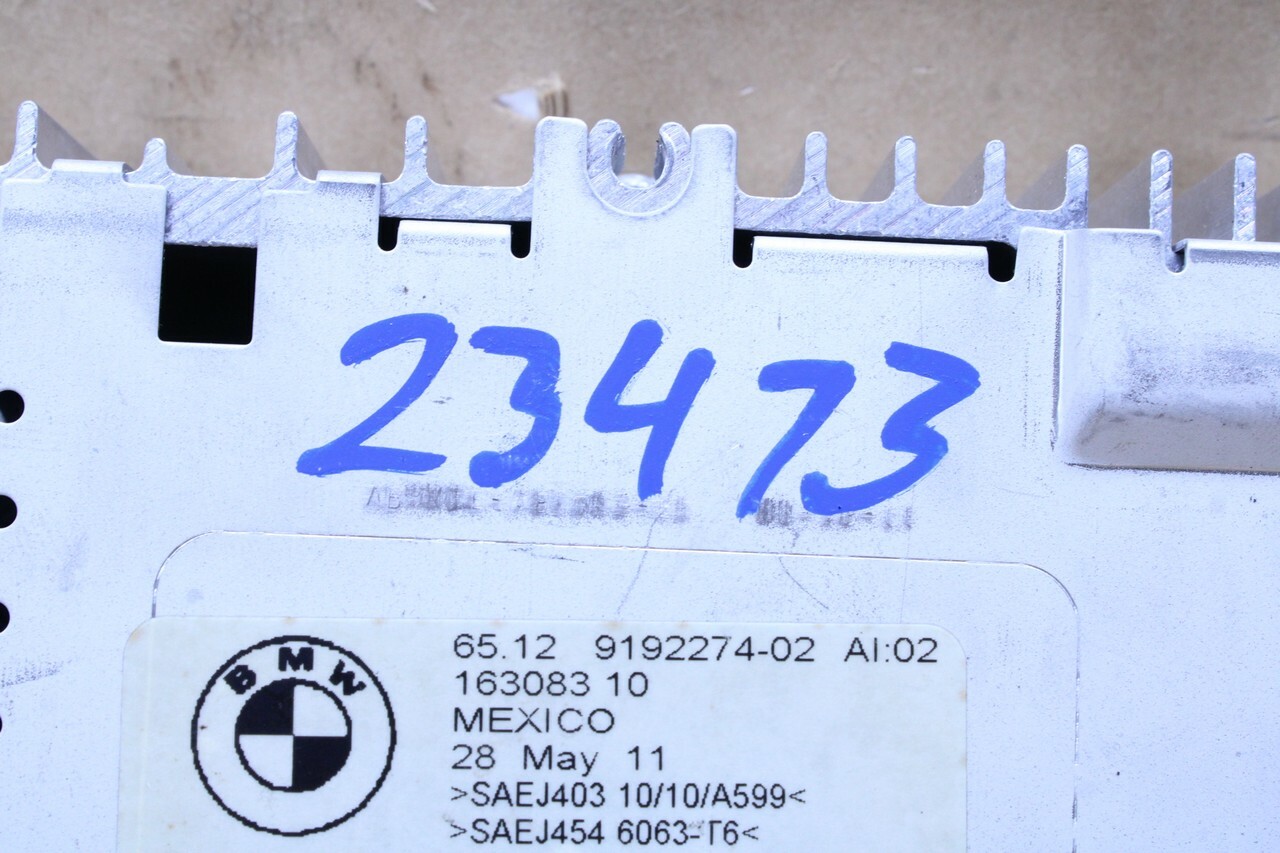 23473
BMW
65.12 9192274-02 AI:02
163083 10
MEXICO
28 May 11
>SAEJ403 10/10/A599<
>SAEJ454 6063-T6<